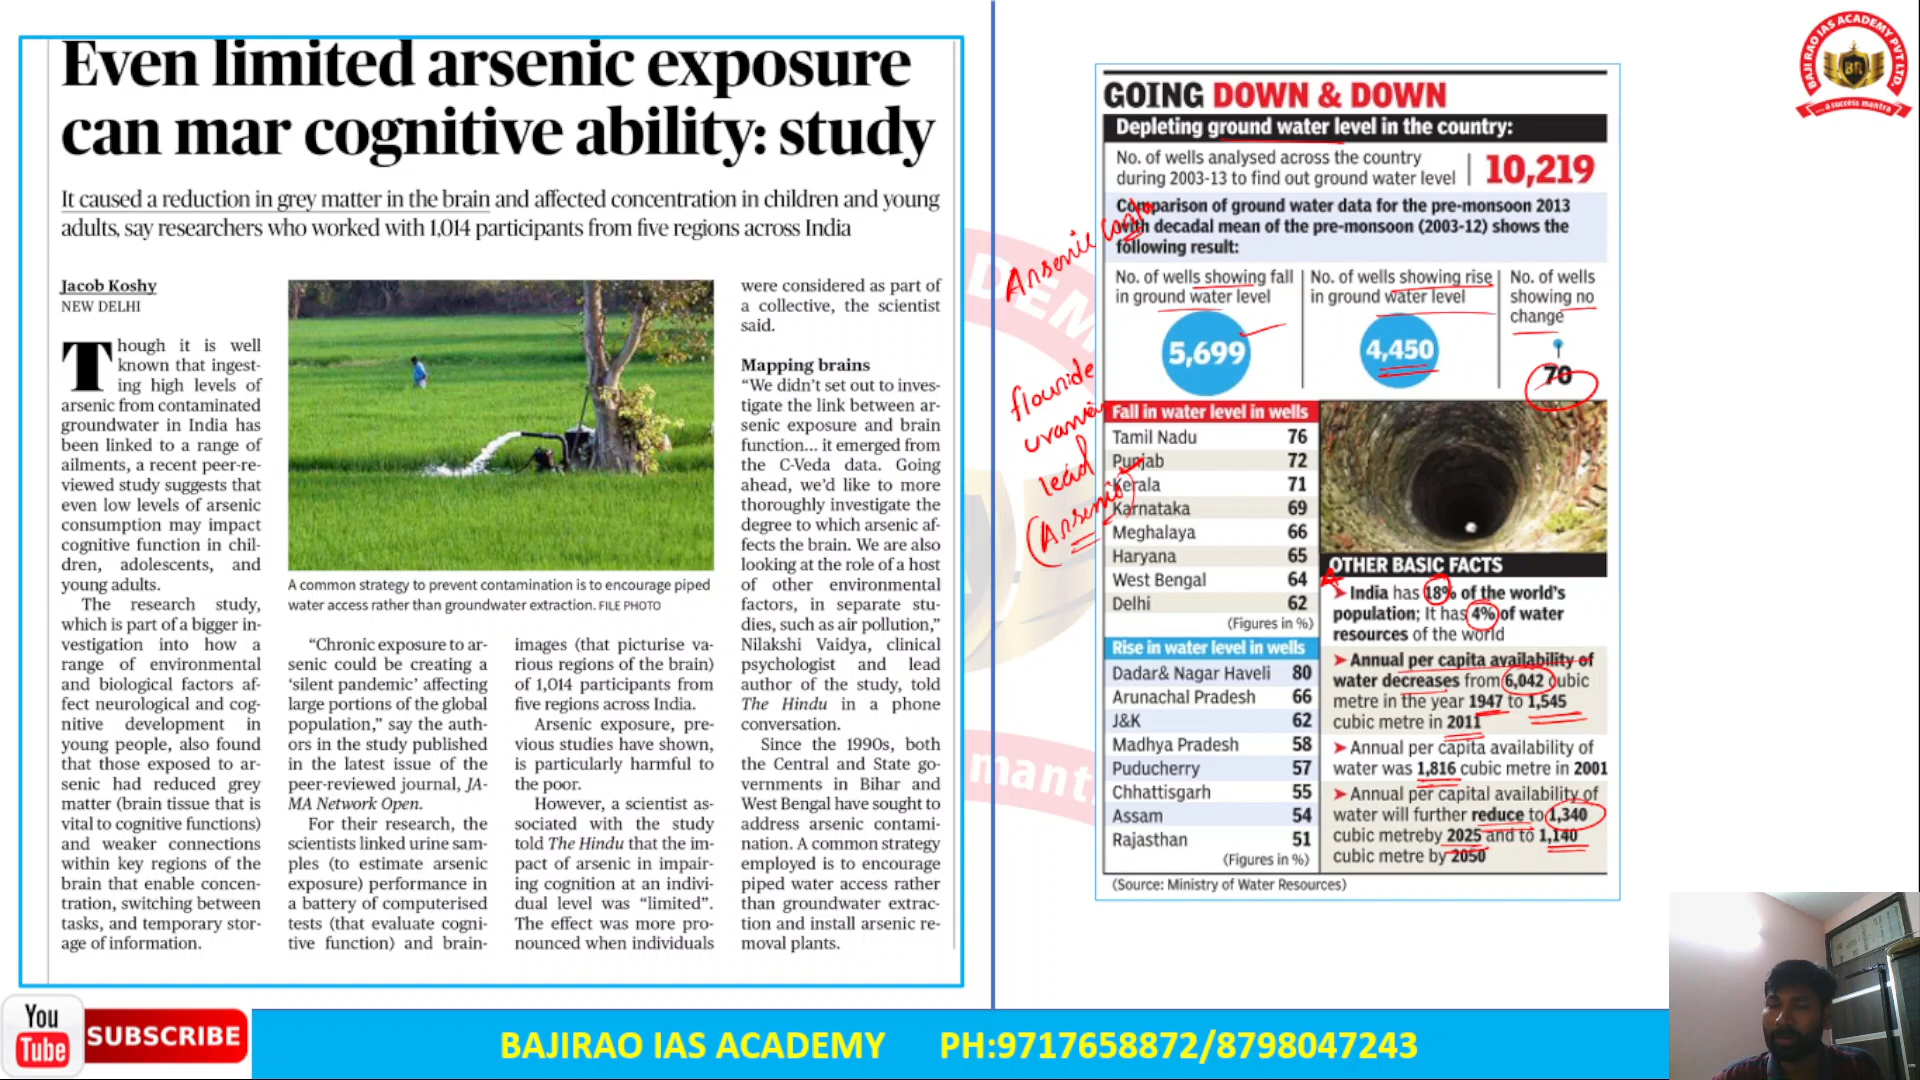 Even limited arsenic exposure
can mar cognitive ability: study
It caused a reduction in grey matter in the brain and affected concentration in children and young
adults, say researchers who worked with 1,014 participants from five regions across India
Jacob Koshy
NEW DELHI
Though it is well
known that ingest-
ing high levels of
arsenic from contaminated
groundwater in India has
been linked to a range of
ailments, a recent peer-re-
viewed study suggests that
even low levels of arsenic
consumption may impact
cognitive function in chil-
dren, adolescents, and
young adults.
The research study,
which is part of a bigger in-
vestigation into how a
range of environmental
and biological factors af-
fect neurological and cog-
nitive development in
young people, also found
that those exposed to ar-
senic had reduced grey
matter (brain tissue that is
vital to cognitive functions)
and weaker connections
within key regions of the
brain that enable concen-
tration, switching between
tasks, and temporary stor-
age of information.
A common strategy to prevent contamination is to encourage piped
water access rather than groundwater extraction. FILE PHOTO
“Chronic exposure to ar-
senic could be creating a
‘silent pandemic’ affecting
large portions of the global
population,” say the auth-
ors in the study published
in the latest issue of the
peer-reviewed journal, JA-
MA Network Open.
For their research, the
scientists linked urine sam-
ples (to estimate arsenic
exposure) performance in
a battery of computerised
tests (that evaluate cogni-
tive function) and brain-
images (that picturise va-
rious regions of the brain)
of 1,014 participants from
five regions across India.
Arsenic exposure, pre-
vious studies have shown,
is particularly harmful to
the poor.
However, a scientist as-
sociated with the study
told The Hindu that the im-
pact of arsenic in impair-
ing cognition at an indivi-
dual level was “limited”.
The effect was more pro-
nounced when individuals
were considered as part of
a collective, the scientist
said.
Mapping brains
“We didn’t set out to inves-
tigate the link between ar-
senic exposure and brain
function... it emerged from
the C-Veda data. Going
ahead, we’d like to more
thoroughly investigate the
degree to which arsenic af-
fects the brain. We are also
looking at the role of a host
of other environmental
factors, in separate stu-
dies, such as air pollution,”
Nilakshi Vaidya, clinical
psychologist and lead
author of the study, told
The Hindu in a phone
conversation.
Since the 1990s, both
the Central and State go-
vernments in Bihar and
West Bengal have sought to
address arsenic contami-
nation. A common strategy
employed is to encourage
piped water access rather
than groundwater extrac-
tion and install arsenic re-
moval plants.
GOING DOWN & DOWN
Depleting ground water level in the country:
No. of wells analysed across the country
during 2003-13 to find out ground water level
10,219
Comparison of ground water data for the pre-monsoon 2013
with decadal mean of the pre-monsoon (2003-12) shows the
following result:
No. of wells showing fall
in ground water level
5,699
No. of wells showing rise
in ground water level
4,450
No. of wells
showing no
change
70
Arsenic
flouride
lead
(Arsenic)
Fall in water level in wells
Tamil Nadu 76
Punjab 72
Kerala 71
Karnataka 69
Meghalaya 66
Haryana 65
West Bengal 64
Delhi 62
(Figures in %)
Rise in water level in wells
Dadar& Nagar Haveli 80
Arunachal Pradesh 66
J&K 62
Madhya Pradesh 58
Puducherry 57
Chhattisgarh 55
Assam 54
Rajasthan 51
(Figures in %)
(Source: Ministry of Water Resources)
OTHER BASIC FACTS
➤ India has 18% of the world’s
population; It has 4% of water
resources of the world
➤ Annual per capita availability of
water decreases from 6,042 cubic
metre in the year 1947 to 1,545
cubic metre in 2011
➤ Annual per capita availability of
water was 1,816 cubic metre in 2001
➤ Annual per capital availability of
water will further reduce to 1,340
cubic metreby 2025 and to 1,140
cubic metre by 2050
BAJI RAO IAS ACADEMY PVT LTD.
BR
...a success mantra
DEM
mant
You
Tube
SUBSCRIBE
BAJIRAO IAS ACADEMY PH:9717658872/8798047243